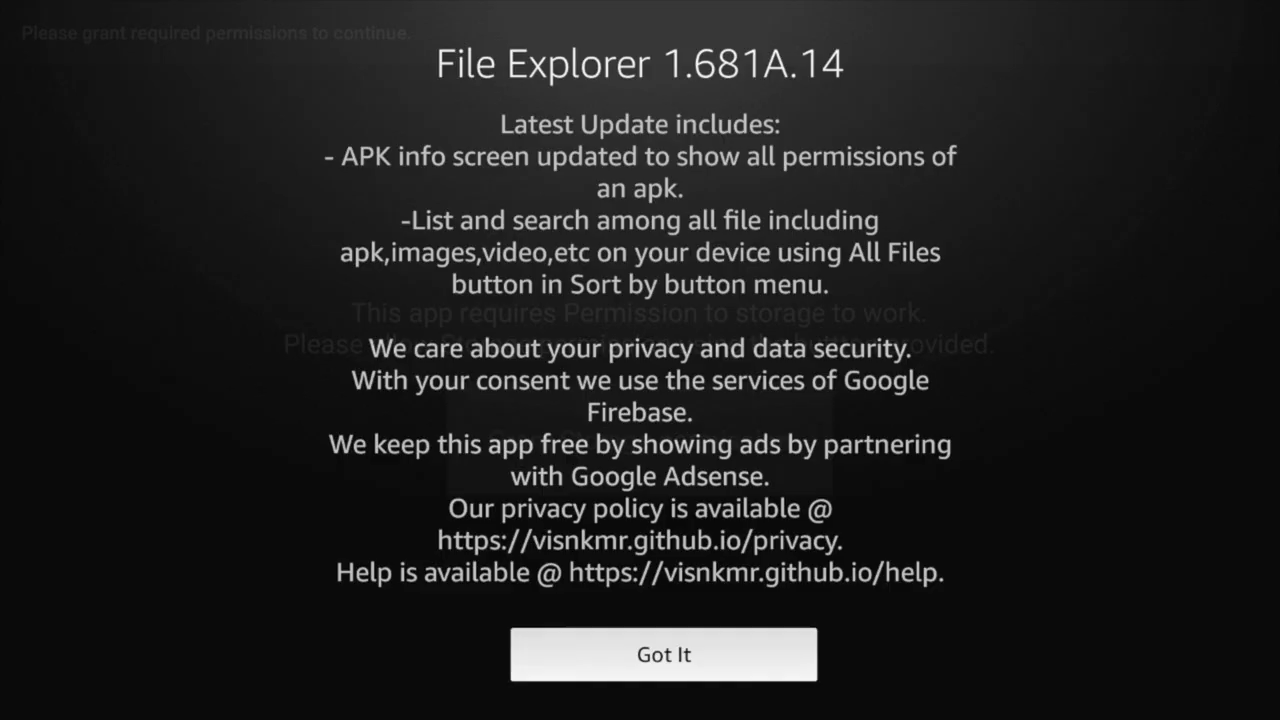 Please grant required permissions to continue.
File Explorer 1.681A.14
Latest Update includes:
- APK info screen updated to show all permissions of
an apk.
-List and search among all file including
apk,images,video,etc on your device using All Files
button in Sort by button menu.
This app requires Permission to storage to work.
Please provided.
We care about your privacy and data security.
With your consent we use the services of Google
Firebase.
We keep this app free by showing ads by partnering
with Google Adsense.
Our privacy policy is available @
https://visnkmr.github.io/privacy.
Help is available @ https://visnkmr.github.io/help.
Got It